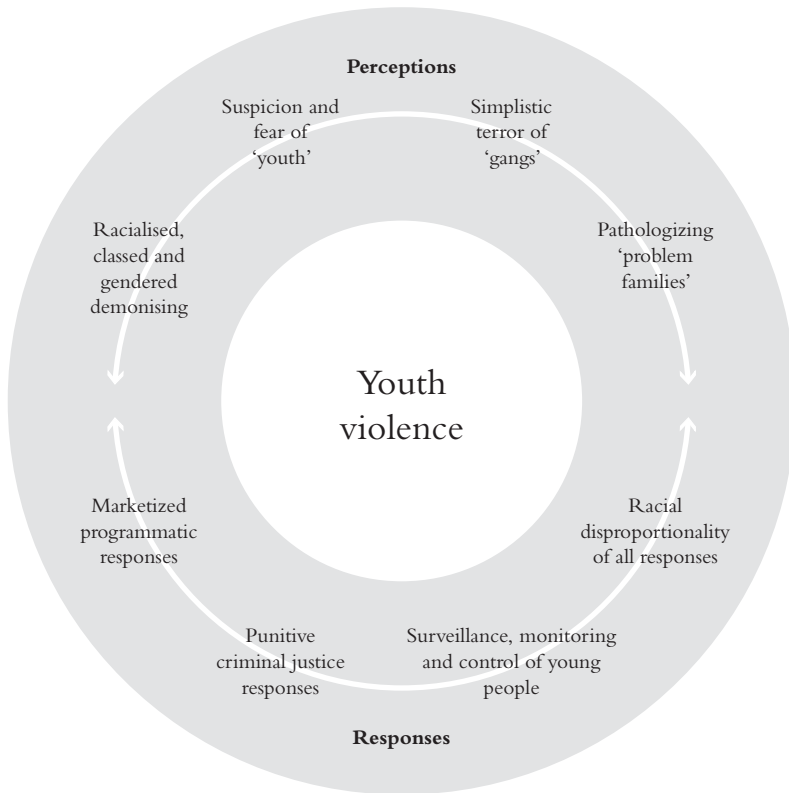 Perceptions
Suspicion and
fear of
‘youth’
Simplistic
terror of
‘gangs’
Racialised,
classed and
gendered
demonising
Pathologizing
‘problem
families’
Youth
violence
Marketized
programmatic
responses
Racial
disproportionality
of all responses
Punitive
criminal justice
responses
Surveillance, monitoring
and control of young
people
Responses